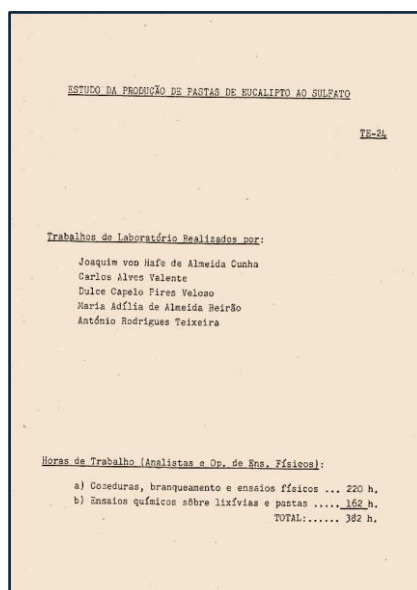 ESTUDO DA PRODUÇÃO DE PASTAS DE EUCALIPTO AO SULFATO
TE-24
Trabalhos de Laboratório Realizados por:
Joaquim von Hafe de Almeida Cunha
Carlos Alves Valente
Dulce Capelo Pires Veloso
Maria Adília de Almeida Beirão
António Rodrigues Teixeira
Horas de Trabalho (Analistas e Op. de Ens. Físicos):
a) Cozeduras, branqueamento e ensaios físicos ... 220 h.
b) Ensaios químicos sôbre lixívias e pastas ..... 162 h.
TOTAL:...... 382 h.